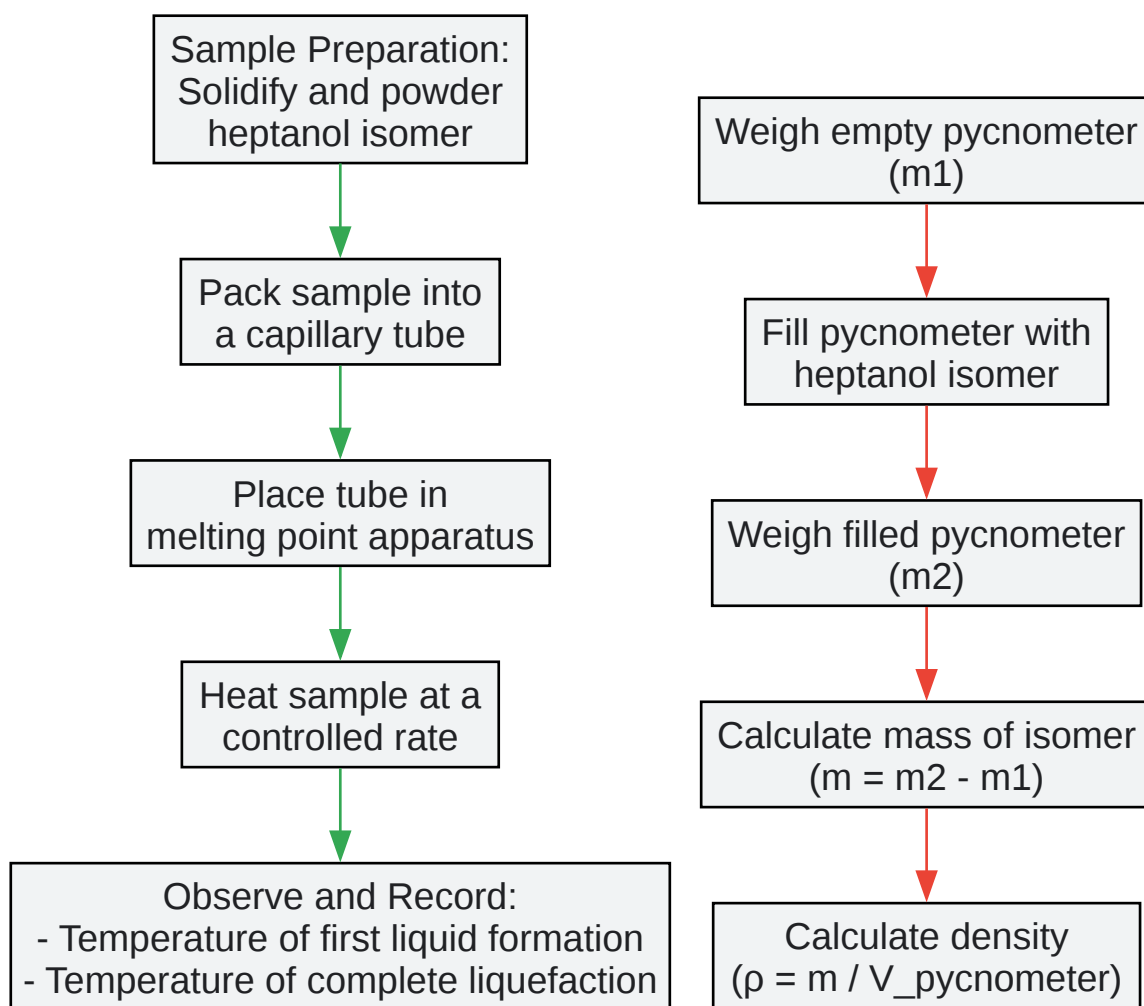 Sample Preparation:
Solidify and powder
heptanol isomer
Pack sample into
a capillary tube
Place tube in
melting point apparatus
Heat sample at a
controlled rate
Observe and Record:
- Temperature of first liquid formation
- Temperature of complete liquefaction
Weigh empty pycnometer
(m1)
Fill pycnometer with
heptanol isomer
Weigh filled pycnometer
(m2)
Calculate mass of isomer
(m = m2 - m1)
Calculate density
(ρ = m / V_pycnometer)